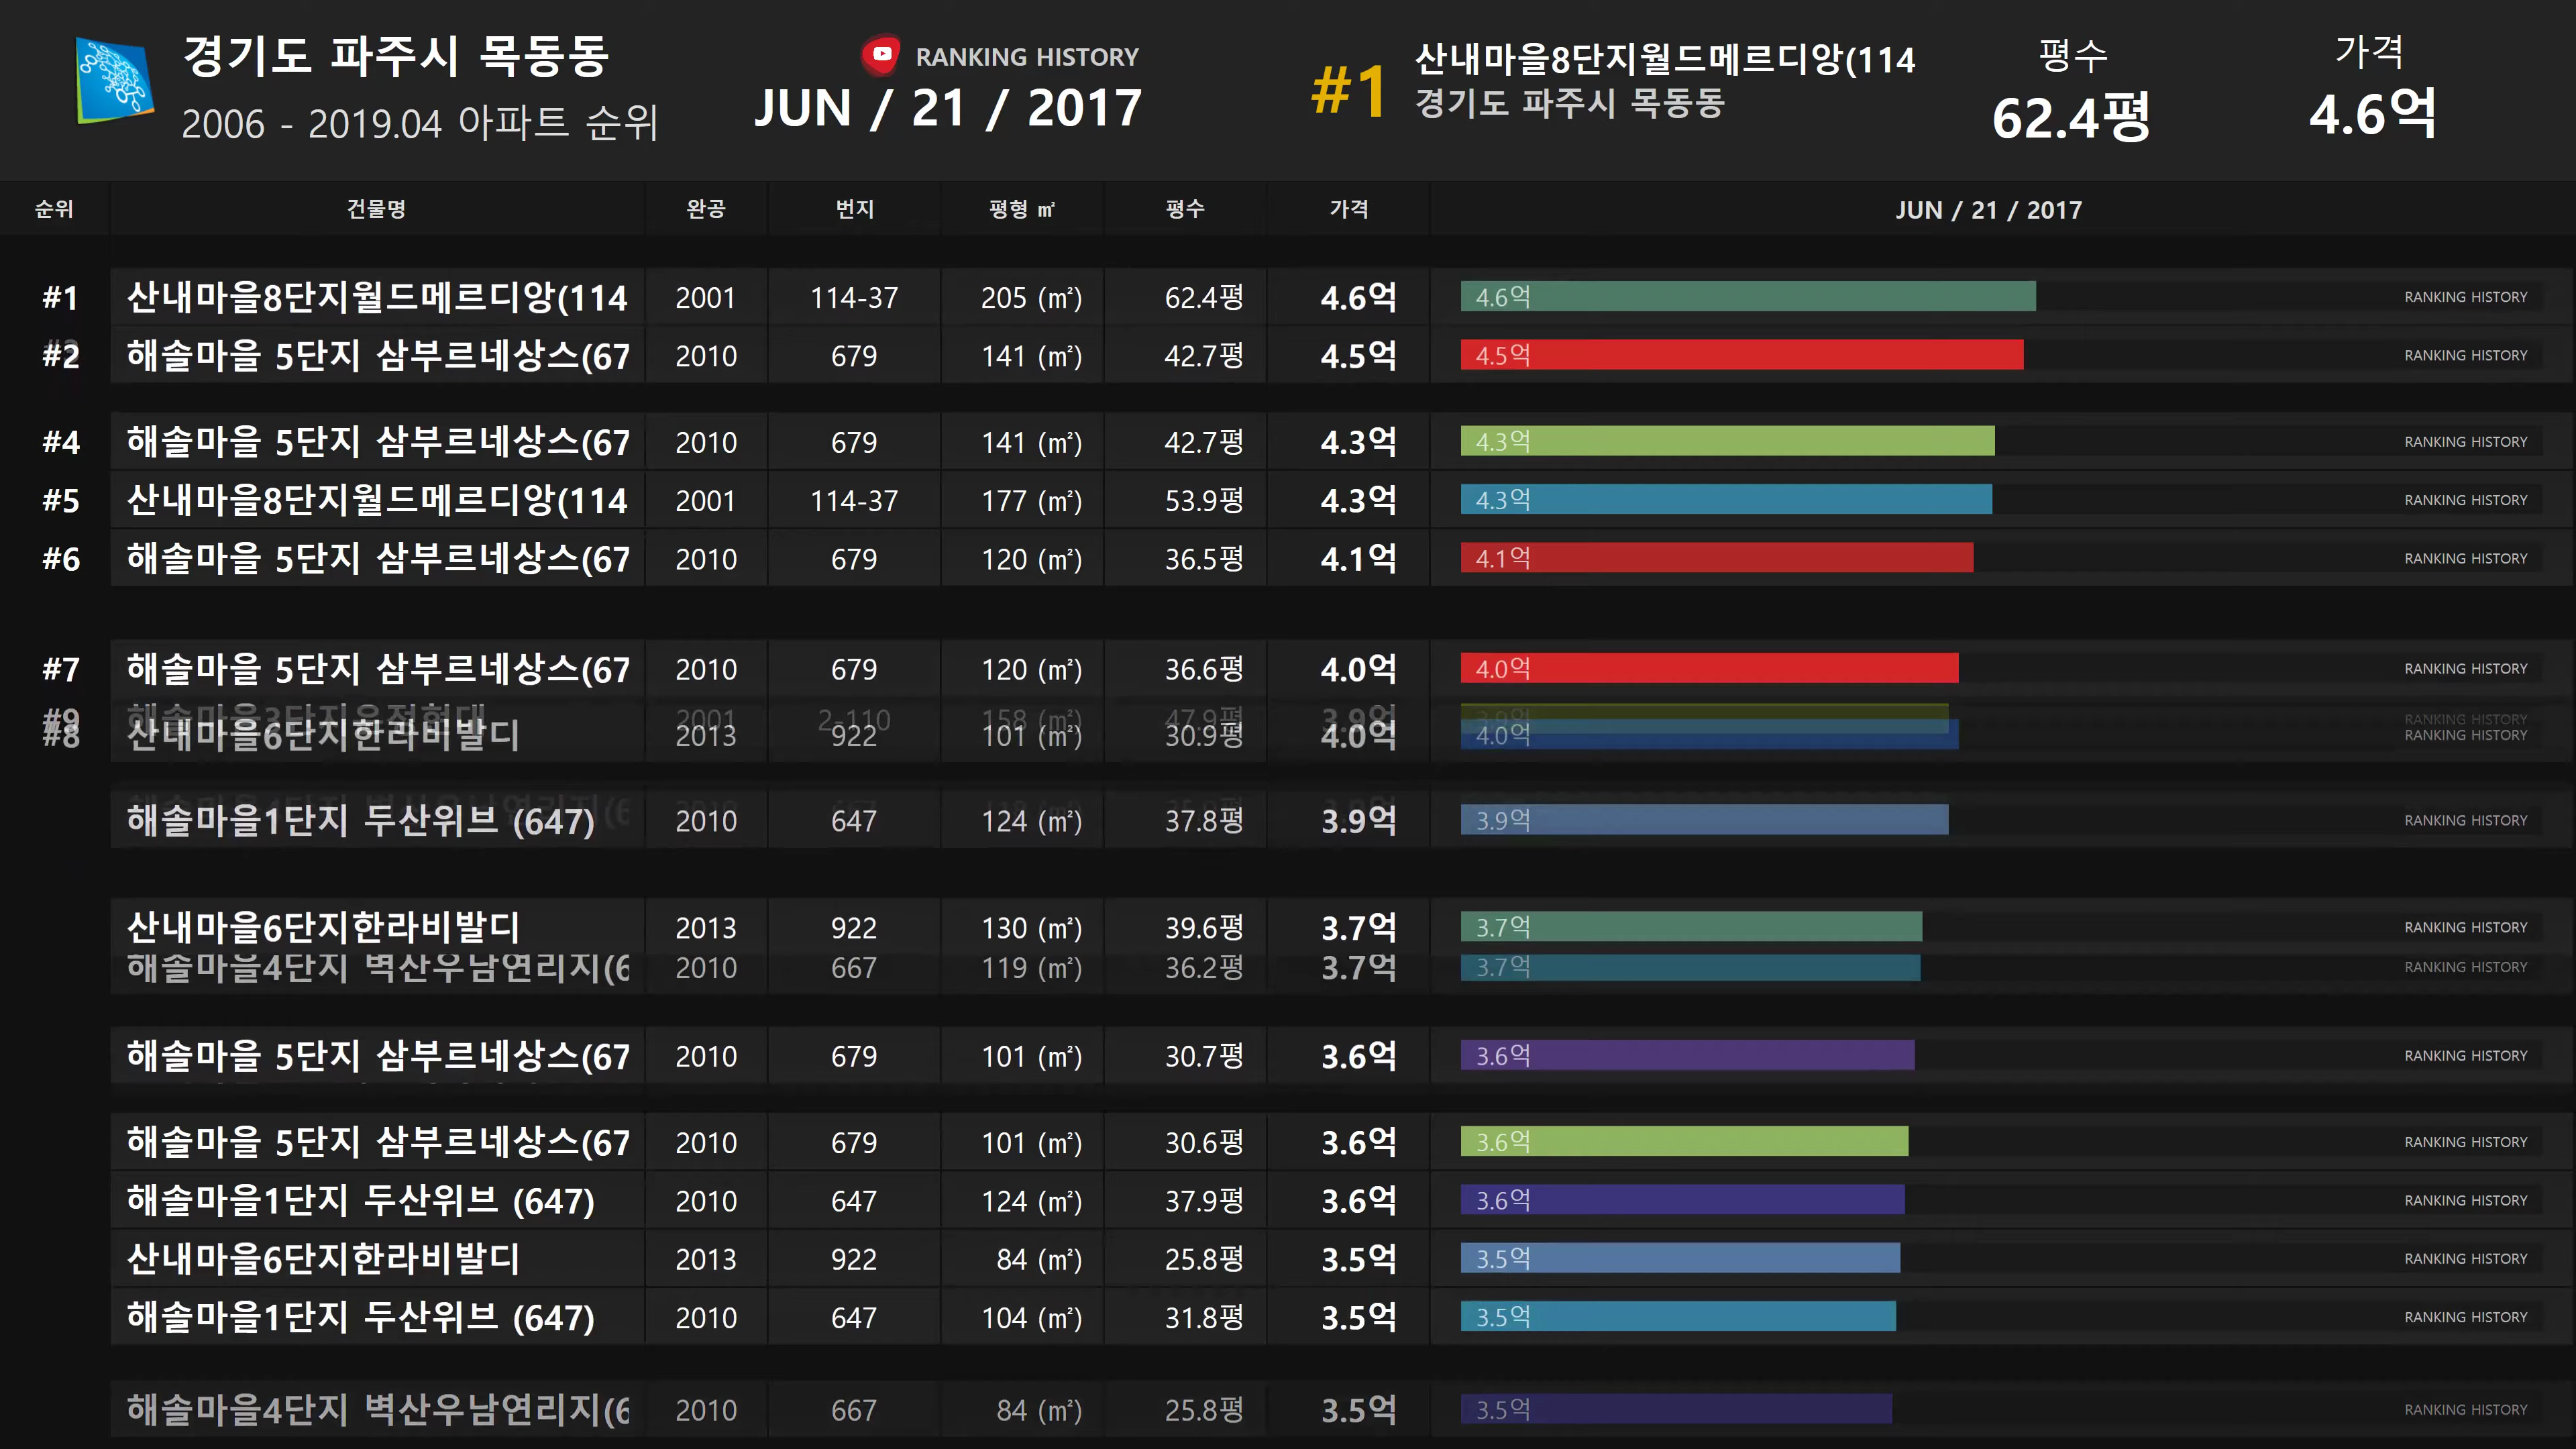 경기도 파주시 목동동
2006 - 2019.04 아파트 순위
RANKING HISTORY
JUN / 21 / 2017
#1
산내마을8단지월드메르디앙(114
경기도 파주시 목동동
평수
62.4평
가격
4.6억
순위 건물명 완공 번지 평형 ㎡ 평수 가격 JUN / 21 / 2017
#1 산내마을8단지월드메르디앙(114 2001 114-37 205 (㎡) 62.4평 4.6억 4.6억 RANKING HISTORY
#2 해솔마을 5단지 삼부르네상스(67 2010 679 141 (㎡) 42.7평 4.5억 4.5억 RANKING HISTORY
#4 해솔마을 5단지 삼부르네상스(67 2010 679 141 (㎡) 42.7평 4.3억 4.3억 RANKING HISTORY
#5 산내마을8단지월드메르디앙(114 2001 114-37 177 (㎡) 53.9평 4.3억 4.3억 RANKING HISTORY
#6 해솔마을 5단지 삼부르네상스(67 2010 679 120 (㎡) 36.5평 4.1억 4.1억 RANKING HISTORY
#7 해솔마을 5단지 삼부르네상스(67 2010 679 120 (㎡) 36.6평 4.0억 4.0억 RANKING HISTORY
#9 2001 2-110 158 (㎡) 47.9평 3.9억 3.9억 RANKING HISTORY
#8 산내마을6단지한라비발디 2013 922 101 (㎡) 30.9평 4.0억 4.0억 RANKING HISTORY
해솔마을1단지 두산위브 (647) 2010 647 124 (㎡) 37.8평 3.9억 3.9억 RANKING HISTORY
산내마을6단지한라비발디 2013 922 130 (㎡) 39.6평 3.7억 3.7억 RANKING HISTORY
해솔마을4단지 벽산우남연리지(6 2010 667 119 (㎡) 36.2평 3.7억 3.7억 RANKING HISTORY
해솔마을 5단지 삼부르네상스(67 2010 679 101 (㎡) 30.7평 3.6억 3.6억 RANKING HISTORY
해솔마을 5단지 삼부르네상스(67 2010 679 101 (㎡) 30.6평 3.6억 3.6억 RANKING HISTORY
해솔마을1단지 두산위브 (647) 2010 647 124 (㎡) 37.9평 3.6억 3.6억 RANKING HISTORY
산내마을6단지한라비발디 2013 922 84 (㎡) 25.8평 3.5억 3.5억 RANKING HISTORY
해솔마을1단지 두산위브 (647) 2010 647 104 (㎡) 31.8평 3.5억 3.5억 RANKING HISTORY
해솔마을4단지 벽산우남연리지(6 2010 667 84 (㎡) 25.8평 3.5억 3.5억 RANKING HISTORY